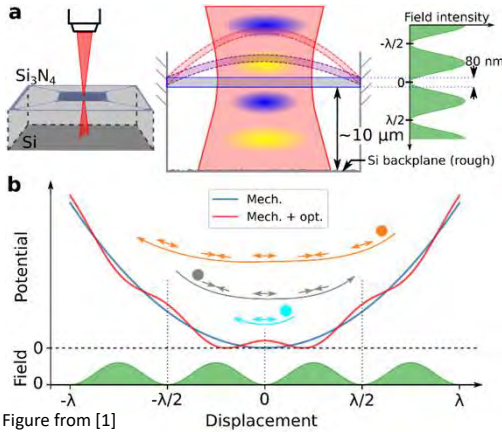 a
Field intensity
-λ/2
0
λ/2
80 nm
Si₃N₄
Si
~10 μm
Si backplane (rough)
b
Mech.
Mech. + opt.
Potential
0
Field
0
-λ
-λ/2
0
λ/2
λ
Displacement
Figure from [1]